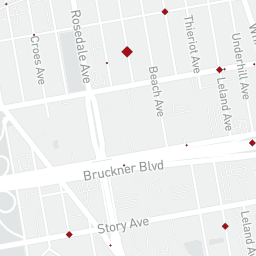 Croes Ave
Rosedale Ave
Beach Ave
Thieriot Ave
Leland Ave
Underhill Ave
Bruckner Blvd
Story Ave
Leland Ave